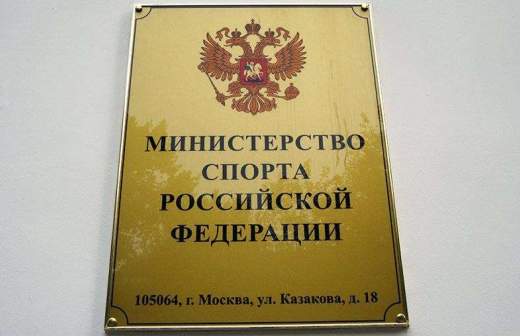 МИНИСТЕРСТВО
СПОРТА
РОССИЙСКОЙ
ФЕДЕРАЦИИ
105064, г. Москва, ул. Казакова, д. 18